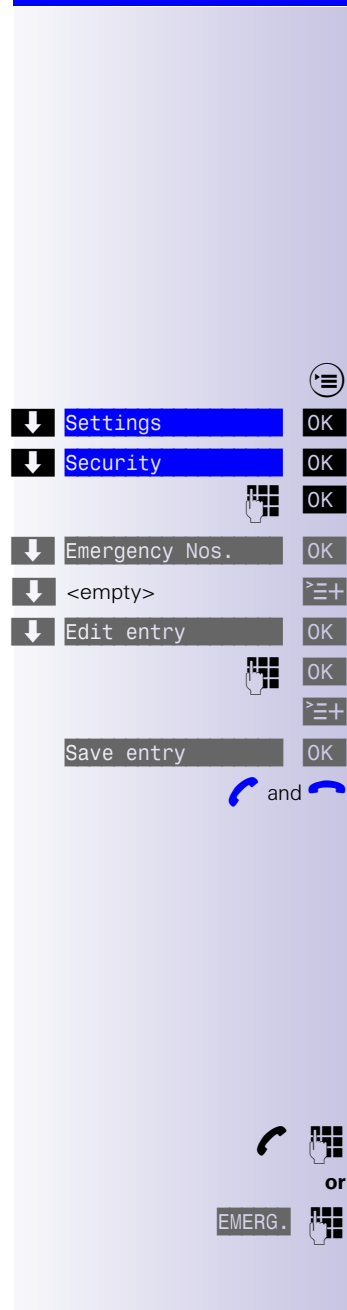 Settings OK
Security OK
OK
Emergency Nos. OK
<empty> >≡+
Edit entry OK
OK
>≡+
Save entry OK
and
or
EMERG.